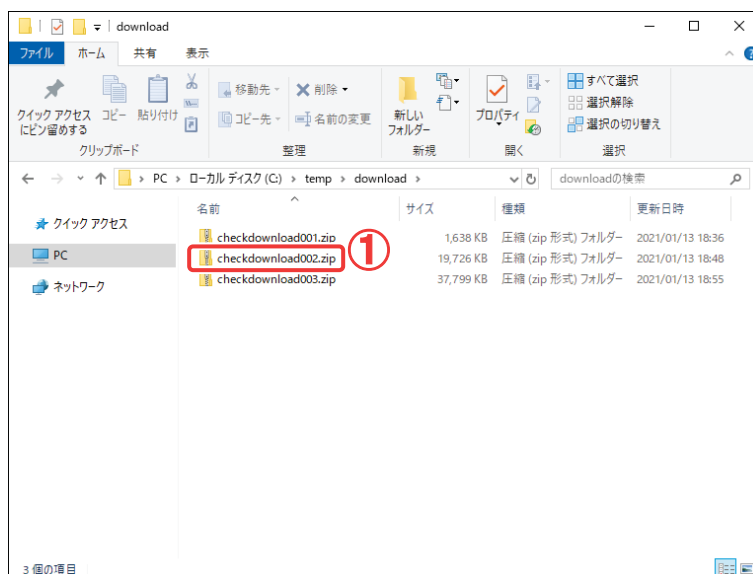 download
ファイル ホーム 共有 表示
クイック アクセス
にピン留めする
コピー
貼り付け
移動先
削除
コピー先
名前の変更
新しい
フォルダー
プロパティ
すべて選択
選択解除
選択の切り替え
クリップボード 整理 新規 開く 選択
PC › ローカル ディスク (C:) › temp › download ›
downloadの検索
名前 サイズ 種類 更新日時
クイック アクセス
PC
ネットワーク
checkdownload001.zip 1,638 KB 圧縮 (zip 形式) フォルダー 2021/01/13 18:36
checkdownload002.zip 19,726 KB 圧縮 (zip 形式) フォルダー 2021/01/13 18:48
checkdownload003.zip 37,799 KB 圧縮 (zip 形式) フォルダー 2021/01/13 18:55
①
3 個の項目